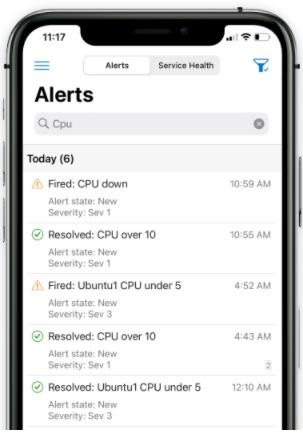 11:17
Alerts Service Health
Alerts
Cpu
Today (6)
Fired: CPU down 10:59 AM
Alert state: New
Severity: Sev 1
Resolved: CPU over 10 10:55 AM
Alert state: New
Severity: Sev 1
Fired: Ubuntu1 CPU under 5 4:52 AM
Alert state: New
Severity: Sev 3
Resolved: CPU over 10 4:43 AM
Alert state: New
Severity: Sev 1 2
Resolved: Ubuntu1 CPU under 5 12:10 AM
Alert state: New
Severity: Sev 3